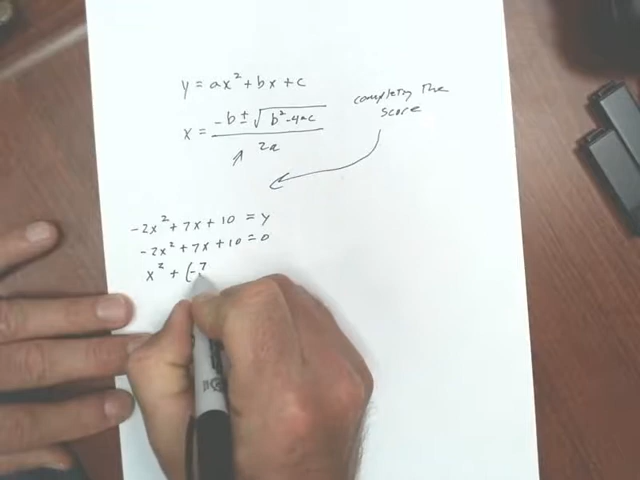 y = ax² + bx + c
x = -b ± √b²-4ac / 2a
completing the
score
-2x² + 7x + 10 = y
-2x² + 7x + 10 = 0
x² + (-7